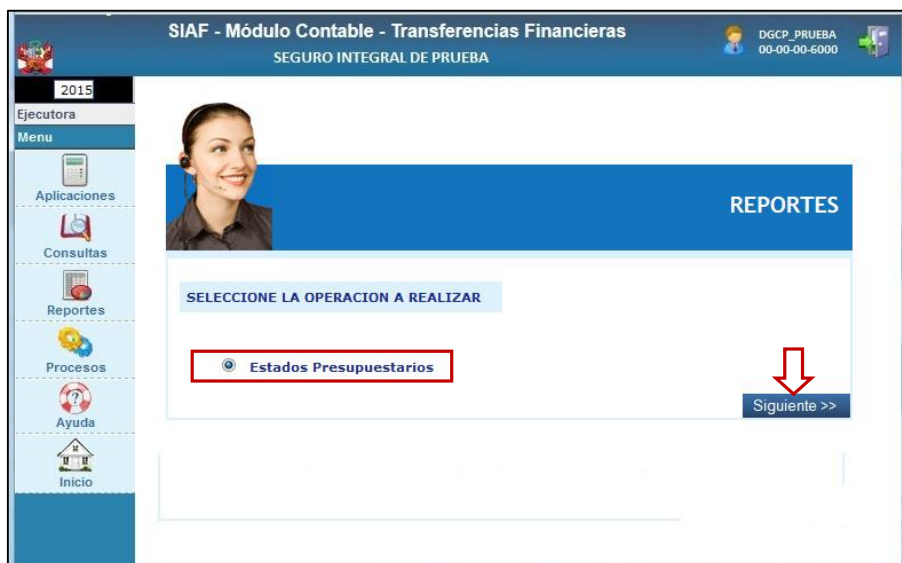 SIAF - Módulo Contable - Transferencias Financieras
SEGURO INTEGRAL DE PRUEBA
DGCP_PRUEBA
00-00-00-6000
2015
Ejecutora
Menu
Aplicaciones
Consultas
Reportes
Procesos
Ayuda
Inicio
REPORTES
SELECCIONE LA OPERACION A REALIZAR
Estados Presupuestarios
Siguiente >>